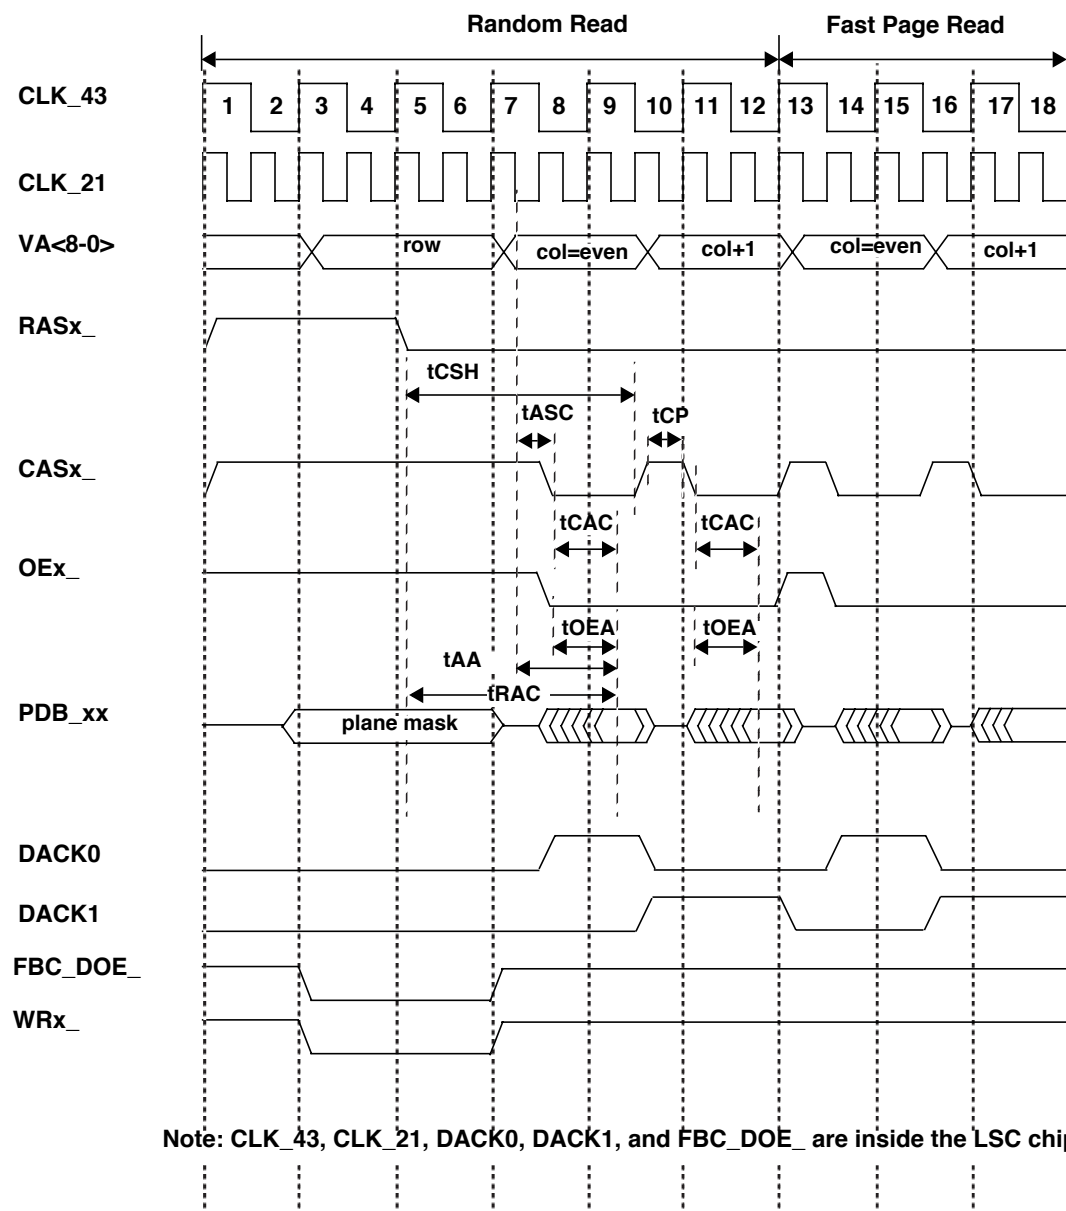 Random Read
Fast Page Read
CLK_43
1 2 3 4 5 6 7 8 9 10 11 12 13 14 15 16 17 18
CLK_21
VA<8-0>
row
col=even
col+1
col=even
col+1
RASx_
tCSH
tASC
tCP
CASx_
tCAC
tCAC
OEx_
tOEA
tOEA
tAA
tRAC
PDB_xx
plane mask
DACK0
DACK1
FBC_DOE_
WRx_
Note: CLK_43, CLK_21, DACK0, DACK1, and FBC_DOE_ are inside the LSC chip